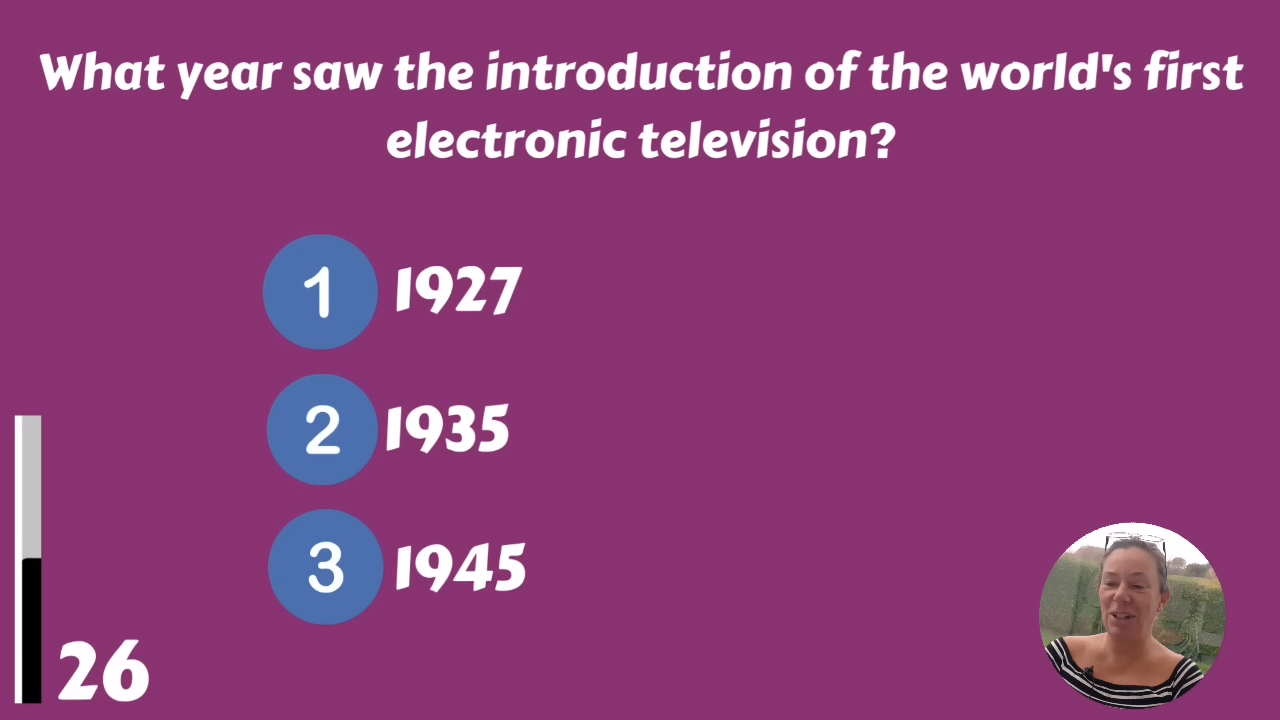 What year saw the introduction of the world's first
electronic television?
1 1927
2 1935
3 1945
26